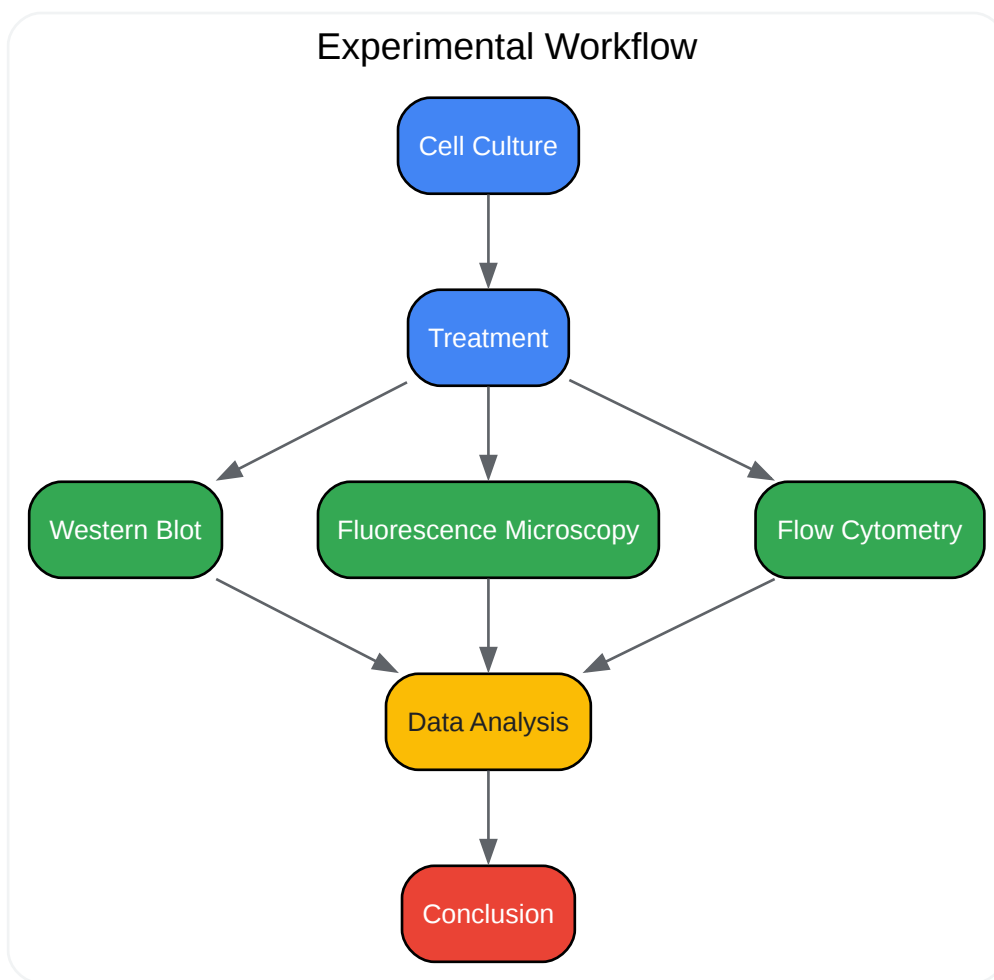 Experimental Workflow
Cell Culture
Treatment
Western Blot
Fluorescence Microscopy
Flow Cytometry
Data Analysis
Conclusion